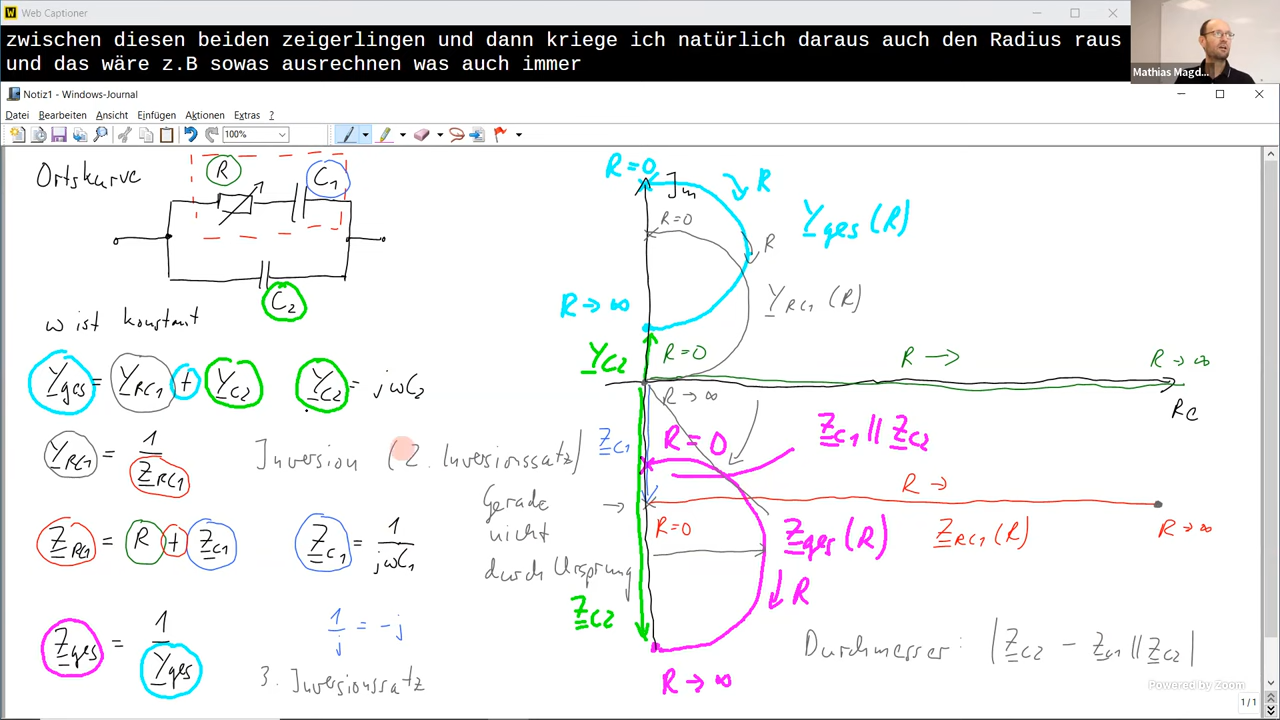 Web Captioner
zwischen diesen beiden zeigerlingen und dann kriege ich natürlich daraus auch den Radius raus
und das wäre z.B sowas ausrechnen was auch immer
Mathias Magd...
Notiz1 - Windows-Journal
Datei Bearbeiten Ansicht Einfügen Aktionen Extras ?
100%
Ortskurve
R
C1
C2
ω ist konstant
Yges = YRC1 + YC2
YC2 = jωC2
YRC1 = 1/ZRC1
Inversion (2. Inversionssatz)
Gerade
nicht
durch Ursprung
ZRC1 = R + ZC1
ZC1 = 1/jωC1
1/j = -j
Zges = 1/Yges
3. Inversionssatz
R=0
Jm
R
Yges (R)
R=0
R
YRC1 (R)
R → ∞
YC2
R=0
R →
R → ∞
R → ∞
Re
ZC1
R = 0
ZC1 || ZC2
R →
R=0
Zges (R)
ZRC1 (R)
R → ∞
R
ZC2
Durchmesser: |ZC2 - ZC1 || ZC2|
R → ∞
Powered by Zoom
1/1